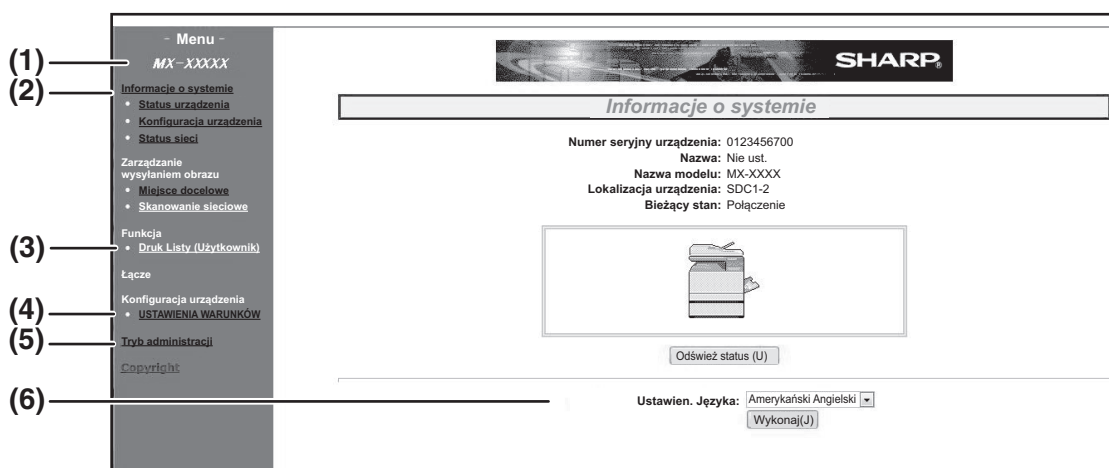 (1)
(2)
(3)
(4)
(5)
(6)
- Menu -
MX-XXXXX
Informacje o systemie
• Status urządzenia
• Konfiguracja urządzenia
• Status sieci
Zarządzanie
wysyłaniem obrazu
• Miejsce docelowe
• Skanowanie sieciowe
Funkcja
• Druk Listy (Użytkownik)
Łącze
Konfiguracja urządzenia
• USTAWIENIA WARUNKÓW
Tryb administracji
Copyright
SHARP
Informacje o systemie
Numer seryjny urządzenia: 0123456700
Nazwa: Nie ust.
Nazwa modelu: MX-XXXX
Lokalizacja urządzenia: SDC1-2
Bieżący stan: Połączenie
Odśwież status (U)
Ustawien. Języka: Amerykański Angielski
Wykonaj(J)